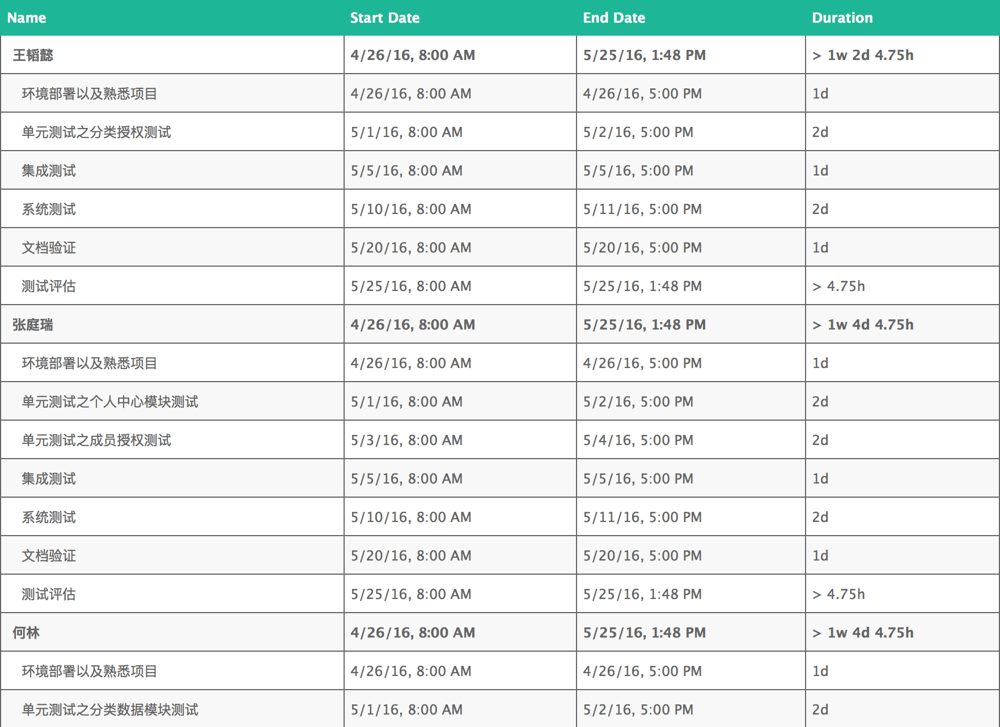 Name Start Date End Date Duration
王韬懿 4/26/16, 8:00 AM 5/25/16, 1:48 PM > 1w 2d 4.75h
环境部署以及熟悉项目 4/26/16, 8:00 AM 4/26/16, 5:00 PM 1d
单元测试之分类授权测试 5/1/16, 8:00 AM 5/2/16, 5:00 PM 2d
集成测试 5/5/16, 8:00 AM 5/5/16, 5:00 PM 1d
系统测试 5/10/16, 8:00 AM 5/11/16, 5:00 PM 2d
文档验证 5/20/16, 8:00 AM 5/20/16, 5:00 PM 1d
测试评估 5/25/16, 8:00 AM 5/25/16, 1:48 PM > 4.75h
张庭瑞 4/26/16, 8:00 AM 5/25/16, 1:48 PM > 1w 4d 4.75h
环境部署以及熟悉项目 4/26/16, 8:00 AM 4/26/16, 5:00 PM 1d
单元测试之个人中心模块测试 5/1/16, 8:00 AM 5/2/16, 5:00 PM 2d
单元测试之成员授权测试 5/3/16, 8:00 AM 5/4/16, 5:00 PM 2d
集成测试 5/5/16, 8:00 AM 5/5/16, 5:00 PM 1d
系统测试 5/10/16, 8:00 AM 5/11/16, 5:00 PM 2d
文档验证 5/20/16, 8:00 AM 5/20/16, 5:00 PM 1d
测试评估 5/25/16, 8:00 AM 5/25/16, 1:48 PM > 4.75h
何林 4/26/16, 8:00 AM 5/25/16, 1:48 PM > 1w 4d 4.75h
环境部署以及熟悉项目 4/26/16, 8:00 AM 4/26/16, 5:00 PM 1d
单元测试之分类数据模块测试 5/1/16, 8:00 AM 5/2/16, 5:00 PM 2d